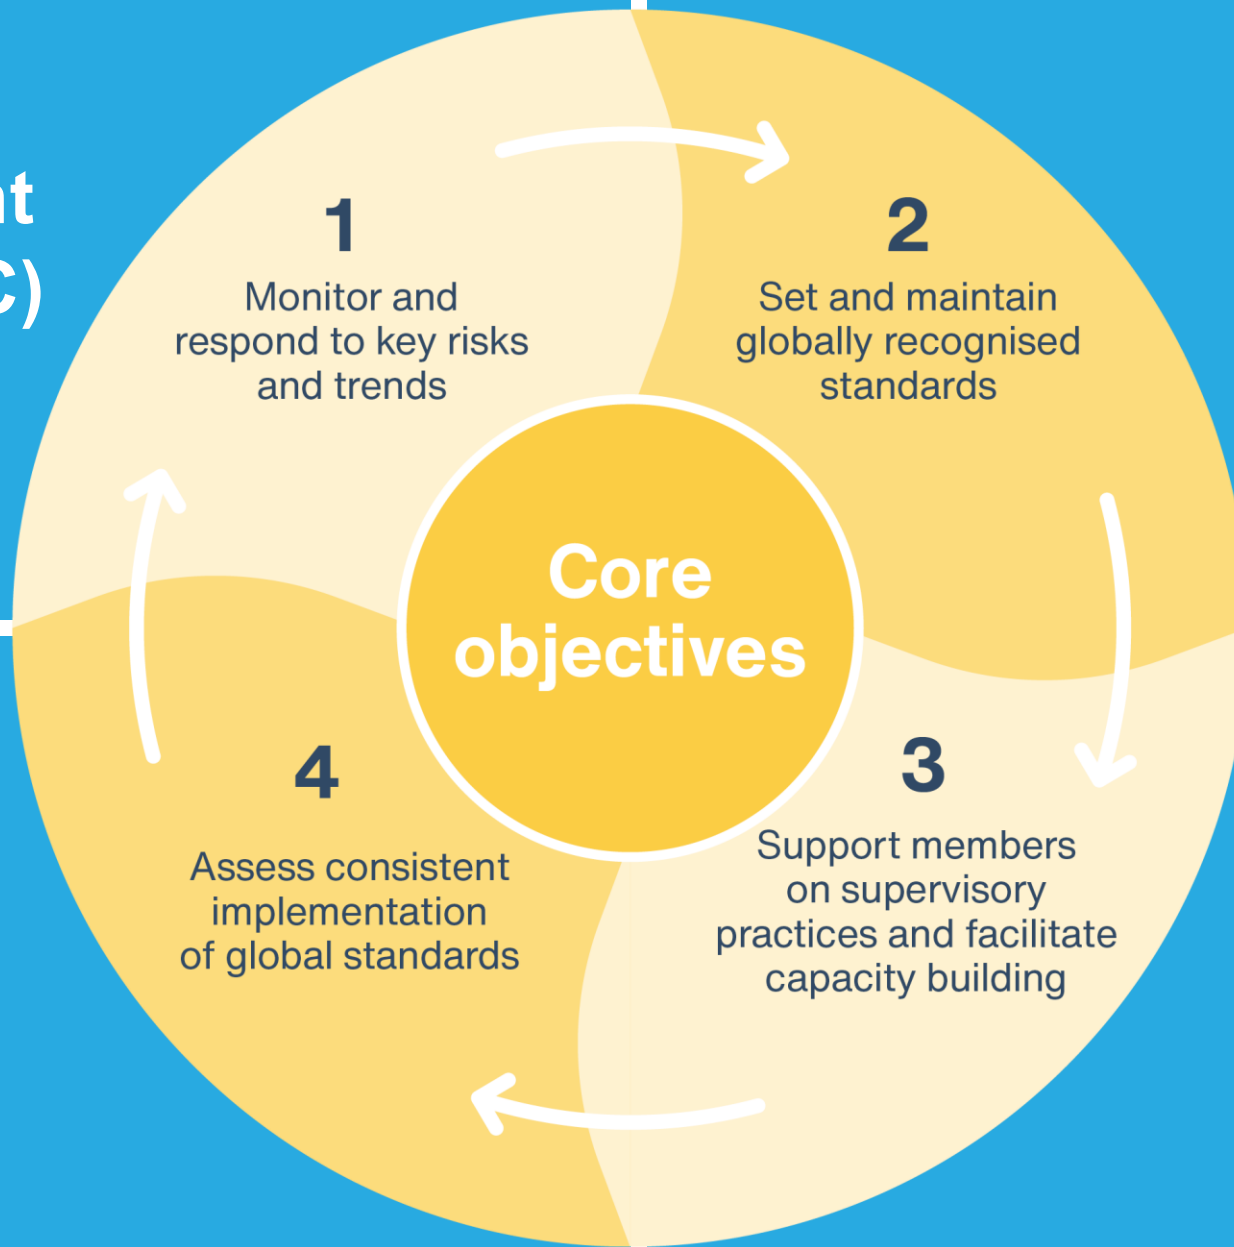 1
Monitor and
respond to key risks
and trends
2
Set and maintain
globally recognised
standards
Core
objectives
3
Support members
on supervisory
practices and facilitate
capacity building
4
Assess consistent
implementation
of global standards